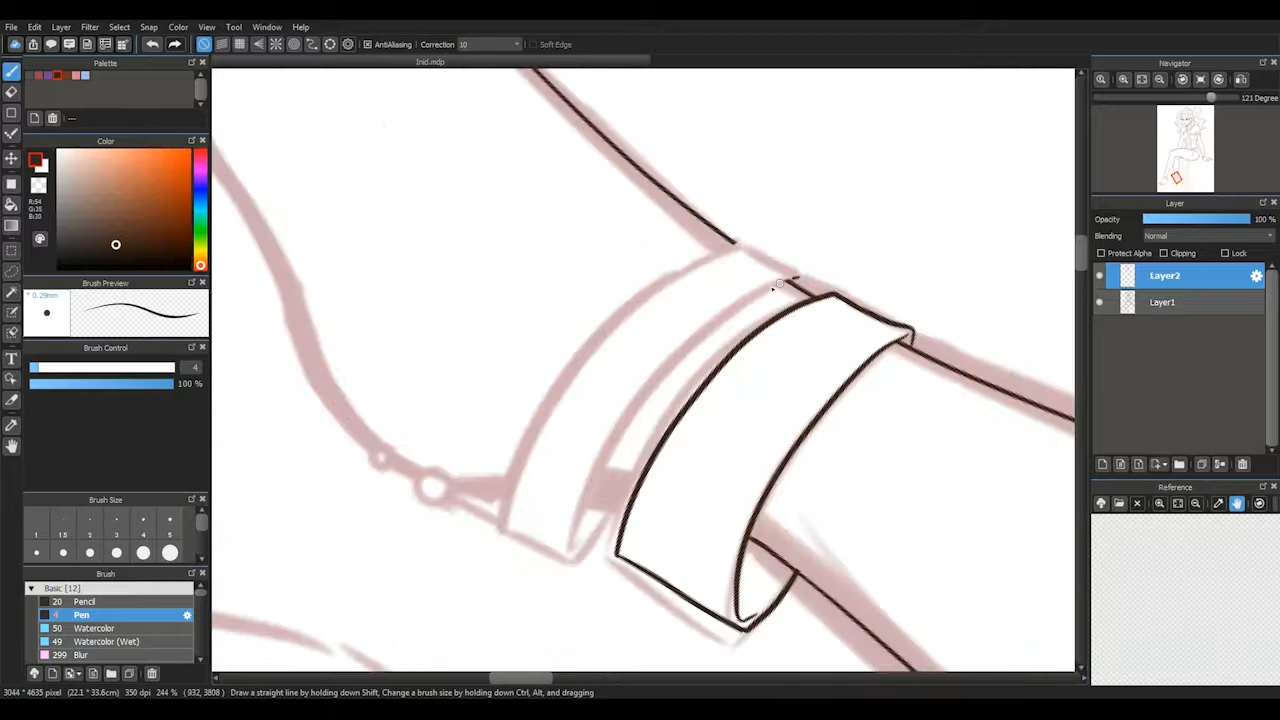 File Edit Layer Filter Select Snap Color View Tool Window Help
AntiAliasing Correction 10 Soft Edge
Palette
Inid.mdp
Navigator
121 Degree
---
Color
R:54
G:35
B:30
Layer
Opacity 100 %
Blending Normal
Protect Alpha Clipping Lock
Layer2
Layer1
Brush Preview
* 0.29mm
Brush Control
4
100 %
Brush Size
1 1.5 2 3 4 5
Brush
Basic [12]
20 Pencil
4 Pen
50 Watercolor
49 Watercolor (Wet)
299 Blur
Reference
3044 * 4635 pixel (22.1 * 33.6cm) 350 dpi 244 % ( 932, 3808 ) Draw a straight line by holding down Shift, Change a brush size by holding down Ctrl, Alt, and dragging